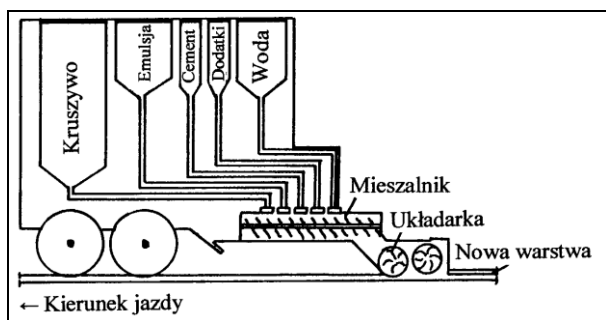 Kruszywo
Emulsja
Cement
Dodatki
Woda
Mieszalnik
Układarka
Nowa warstwa
← Kierunek jazdy